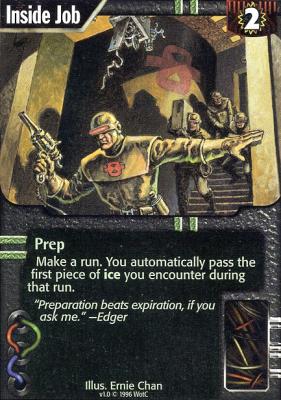 Inside Job
2
Prep
Make a run. You automatically pass the
first piece of ice you encounter during
that run.
"Preparation beats expiration, if you
ask me." –Edger
Illus. Ernie Chan
v1.0 © 1996 WotC